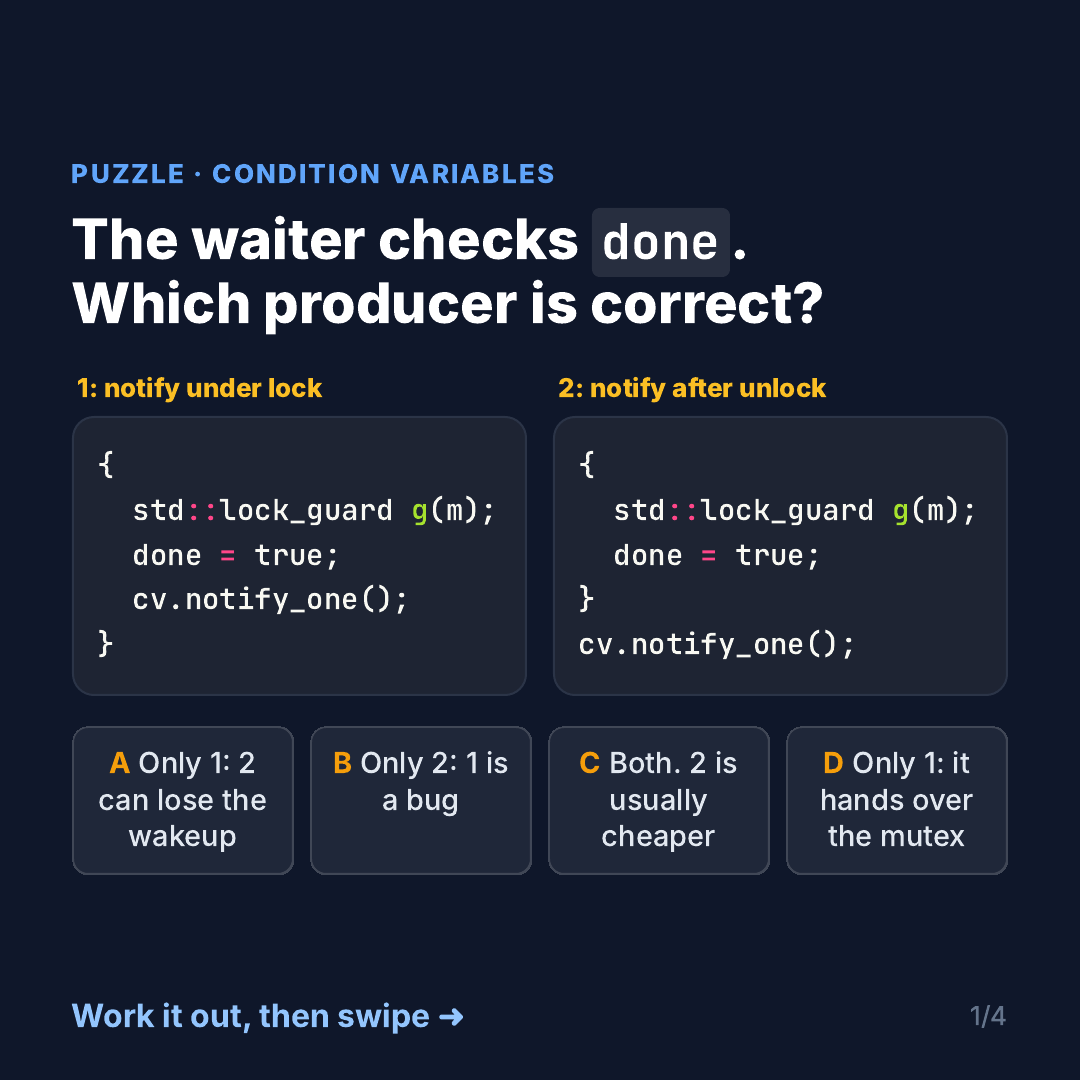 PUZZLE · CONDITION VARIABLES
The waiter checks done.
Which producer is correct?
1: notify under lock
{
  std::lock_guard g(m);
  done = true;
  cv.notify_one();
}
2: notify after unlock
{
  std::lock_guard g(m);
  done = true;
}
cv.notify_one();
A Only 1: 2
can lose the
wakeup
B Only 2: 1 is
a bug
C Both. 2 is
usually
cheaper
D Only 1: it
hands over
the mutex
Work it out, then swipe ➜
1/4